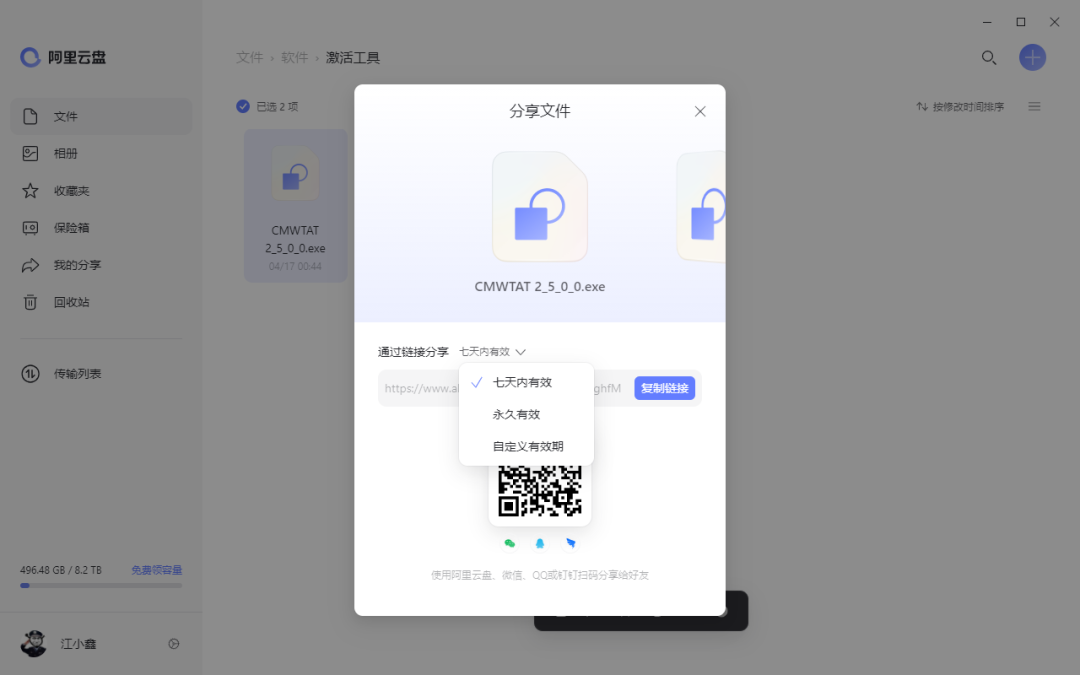 阿里云盘
文件
相册
收藏夹
保险箱
我的分享
回收站
传输列表
496.48 GB / 8.2 TB
免费领容量
江小鑫
文件 › 软件 › 激活工具
已选 2 项
按修改时间排序
CMWTAT
2_5_0_0.exe
04/17 00:44
分享文件
CMWTAT 2_5_0_0.exe
通过链接分享 七天内有效
https://www.al
ghfM
复制链接
七天内有效
永久有效
自定义有效期
使用阿里云盘、微信、QQ或钉钉扫码分享给好友